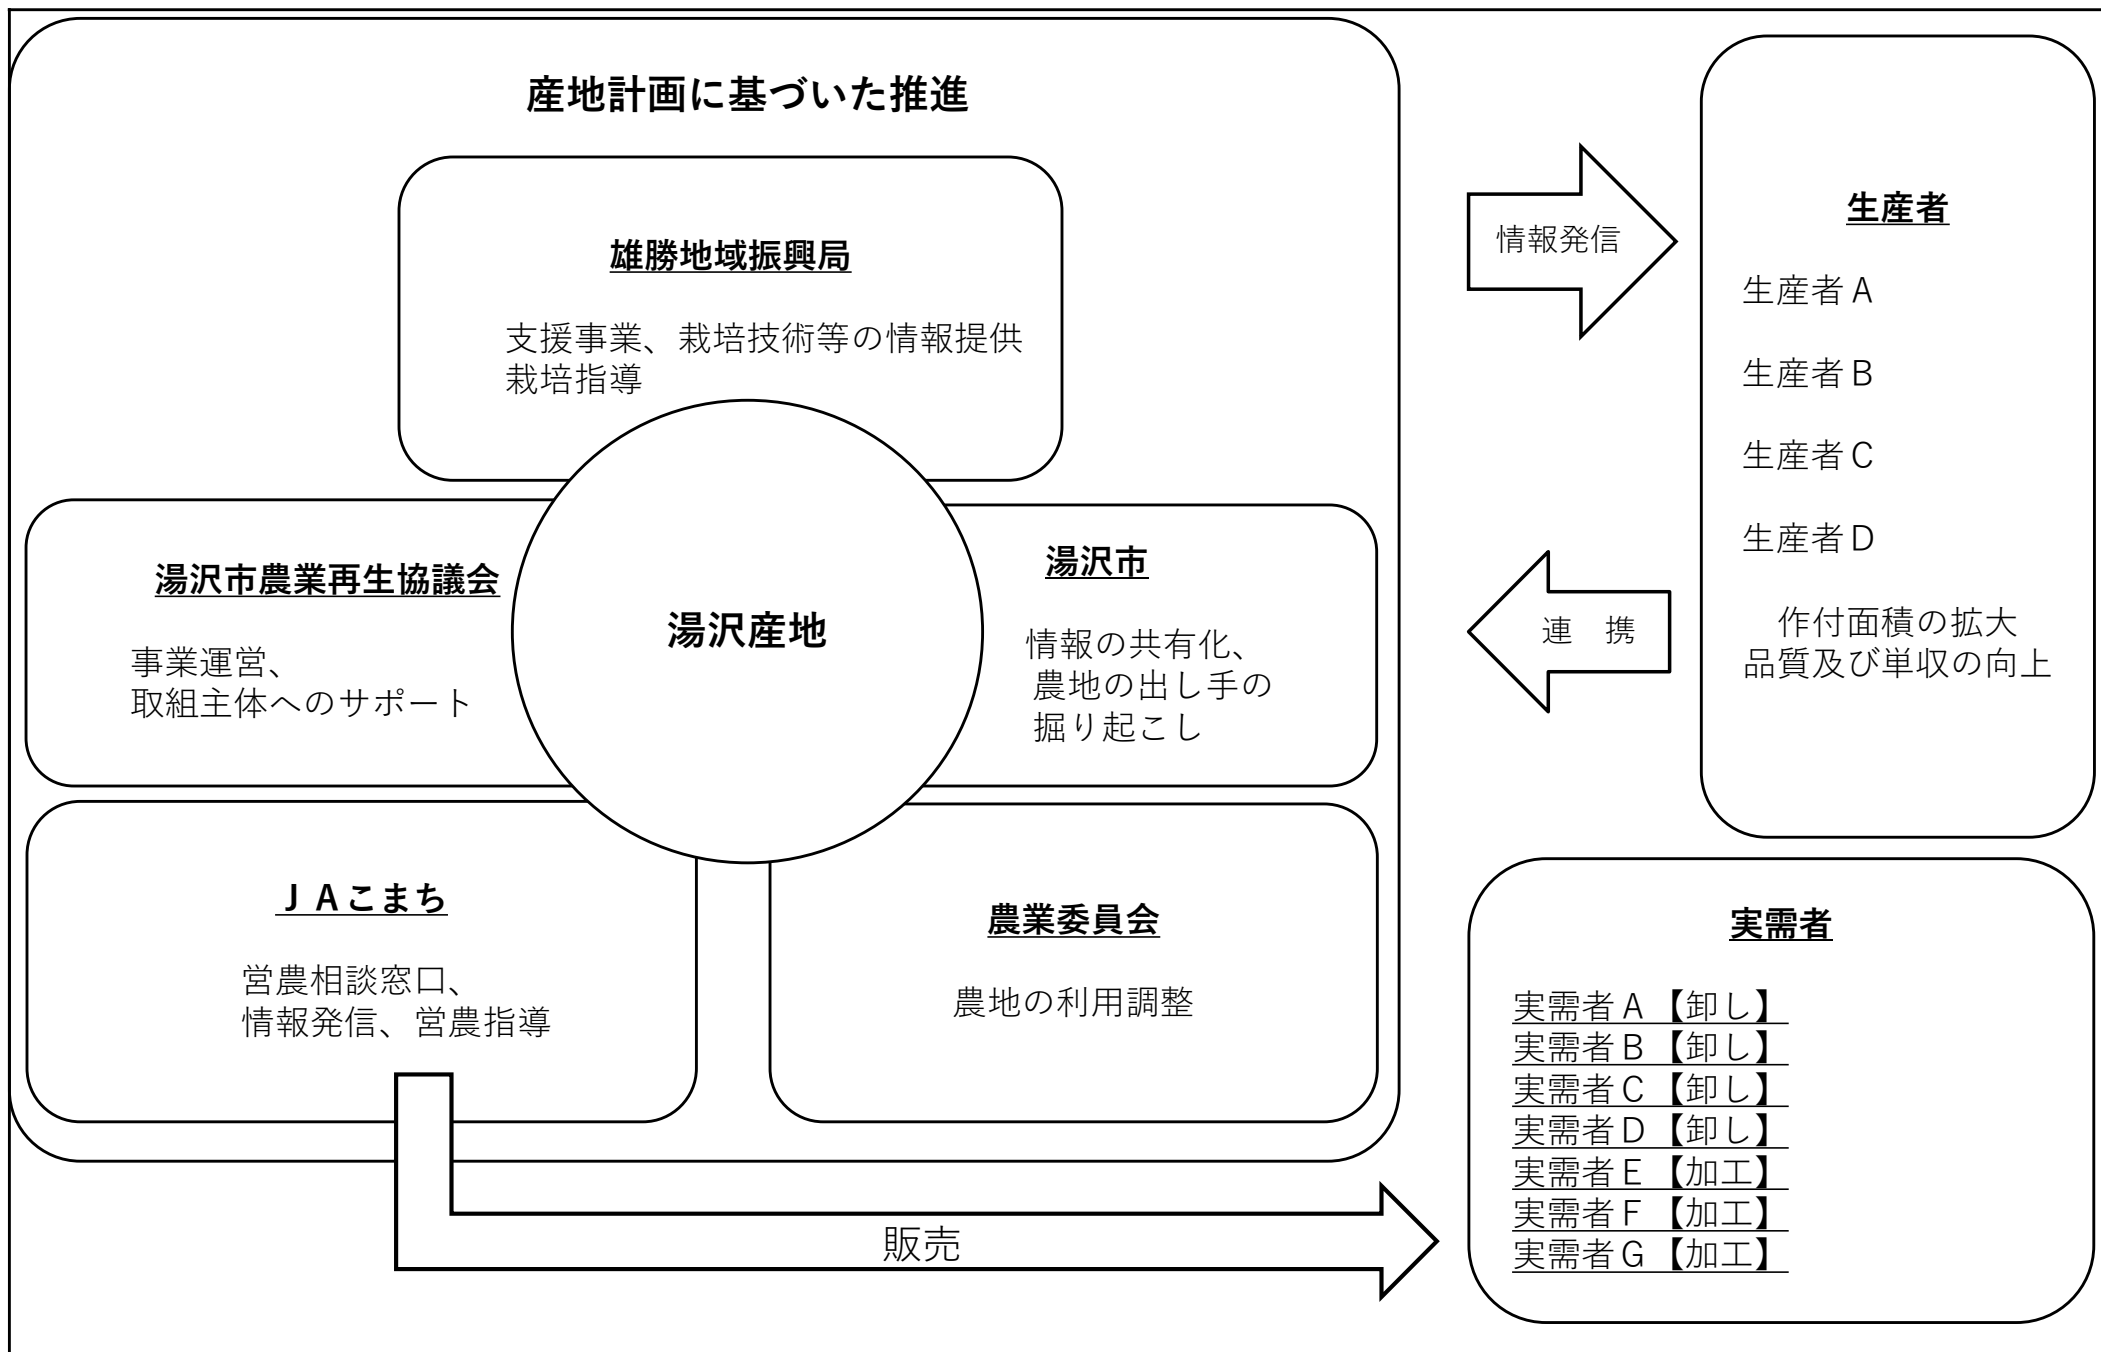 産地計画に基づいた推進
雄勝地域振興局
支援事業、栽培技術等の情報提供
栽培指導
湯沢市農業再生協議会
事業運営、
取組主体へのサポート
湯沢産地
湯沢市
情報の共有化、
農地の出し手の
掘り起こし
ＪＡこまち
営農相談窓口、
情報発信、営農指導
農業委員会
農地の利用調整
販売
情報発信
連　携
生産者
生産者Ａ
生産者Ｂ
生産者Ｃ
生産者Ｄ
作付面積の拡大
品質及び単収の向上
実需者
実需者Ａ【卸し】
実需者Ｂ【卸し】
実需者Ｃ【卸し】
実需者Ｄ【卸し】
実需者Ｅ【加工】
実需者Ｆ【加工】
実需者Ｇ【加工】